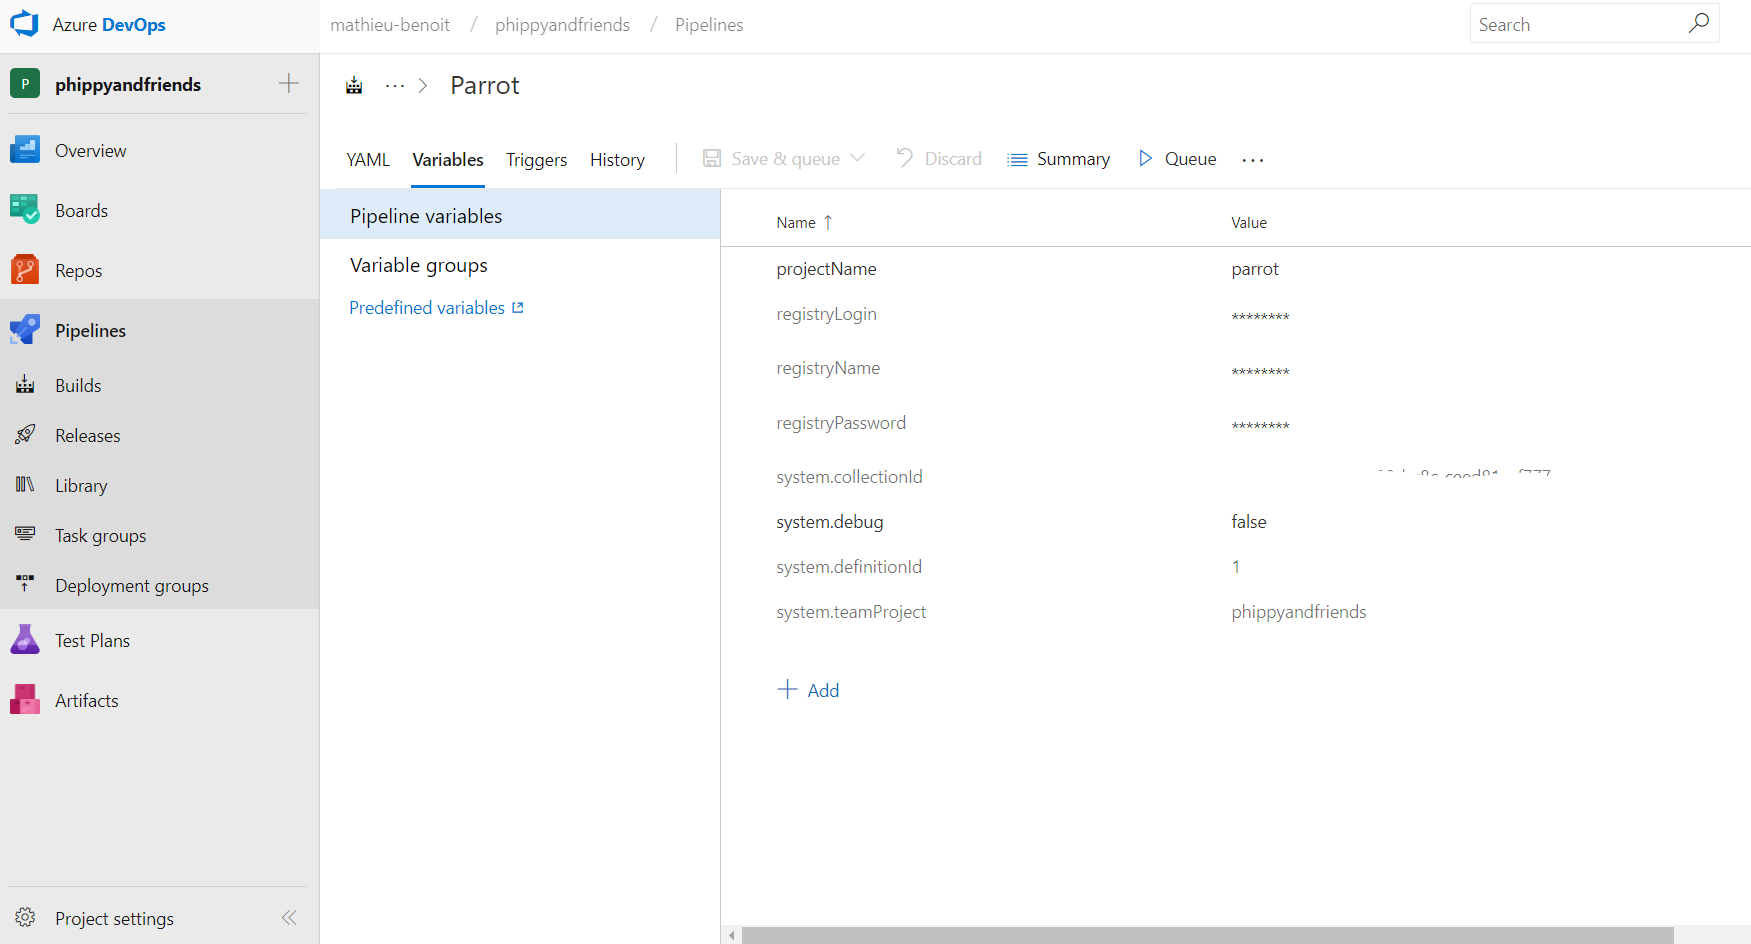 Azure DevOps
mathieu-benoit / phippyandfriends / Pipelines
Search
P phippyandfriends
Overview
Boards
Repos
Pipelines
Builds
Releases
Library
Task groups
Deployment groups
Test Plans
Artifacts
Project settings
... > Parrot
YAML Variables Triggers History Save & queue Discard Summary Queue ...
Pipeline variables
Variable groups
Predefined variables
Name ↑ Value
projectName parrot
registryLogin ********
registryName ********
registryPassword ********
system.collectionId
system.debug false
system.definitionId 1
system.teamProject phippyandfriends
+ Add